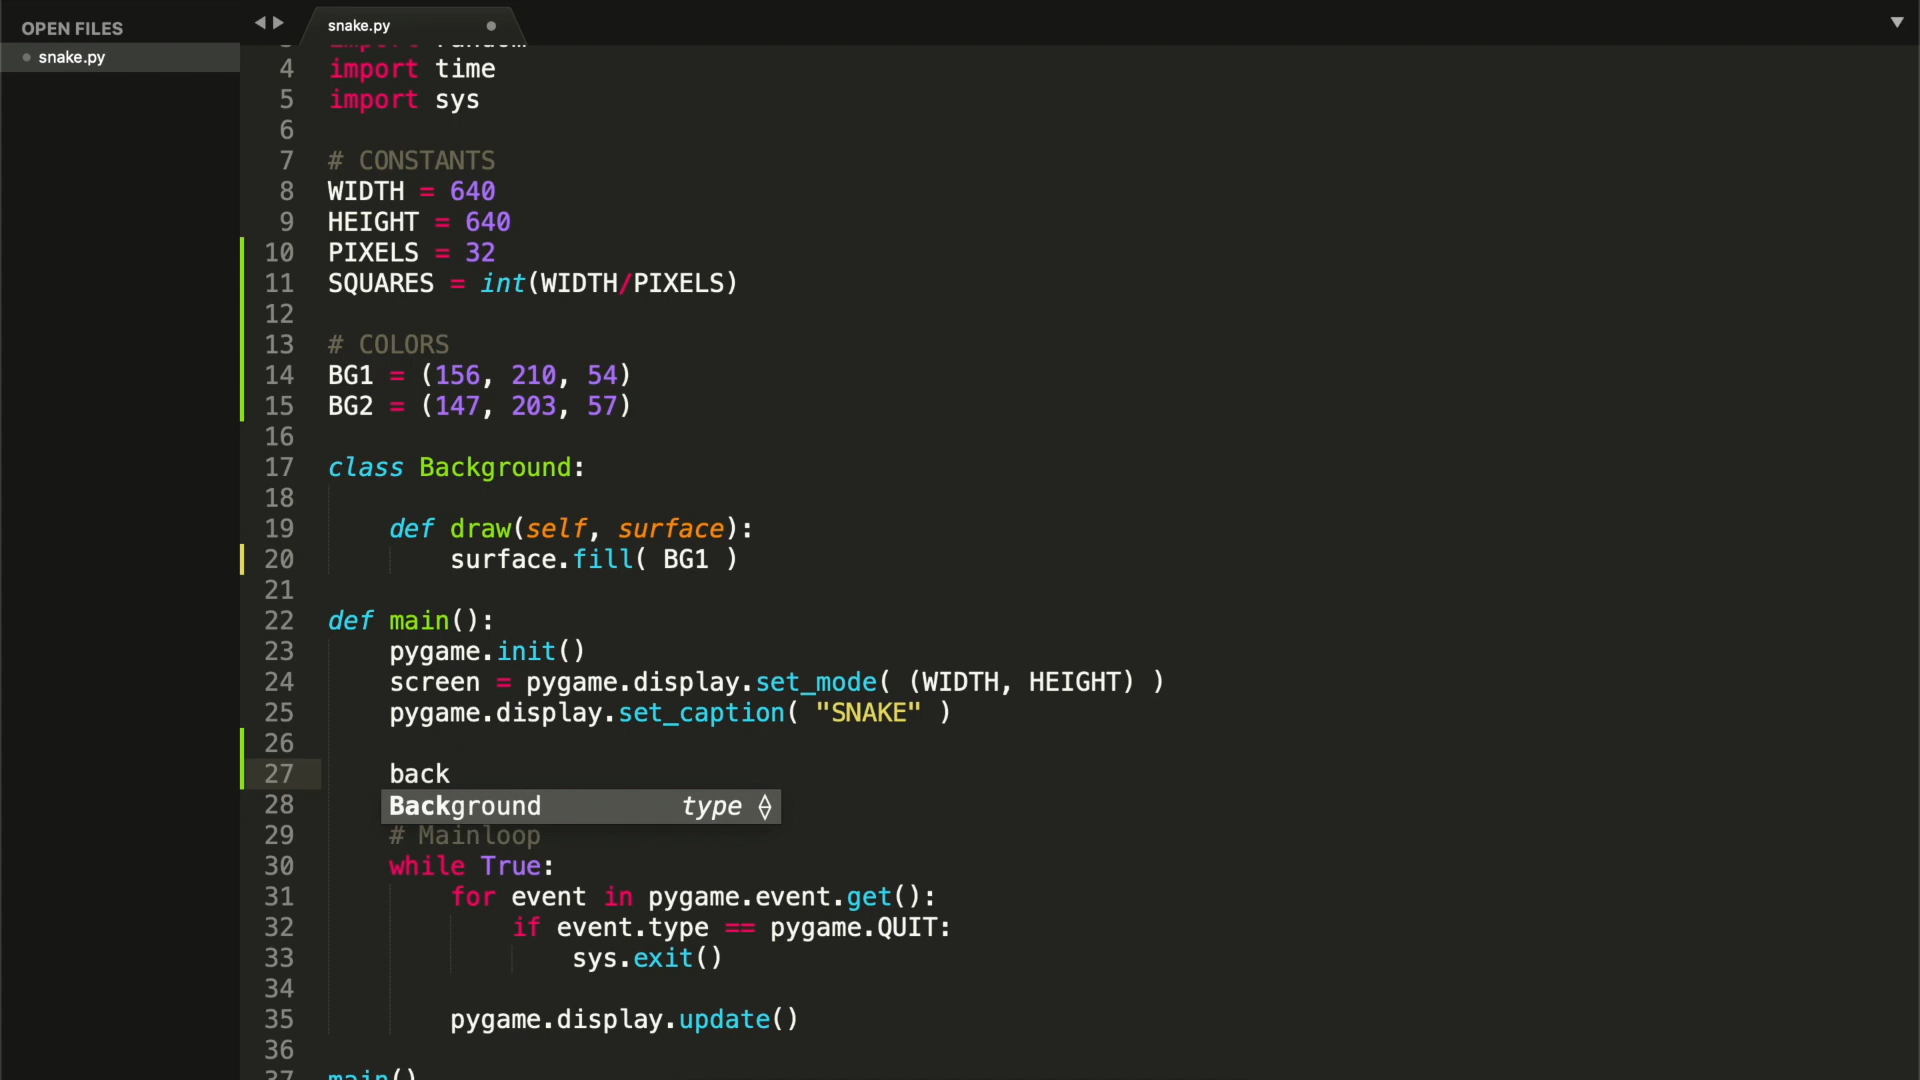 OPEN FILES
snake.py
snake.py
3 import random
4 import time
5 import sys
6
7 # CONSTANTS
8 WIDTH = 640
9 HEIGHT = 640
10 PIXELS = 32
11 SQUARES = int(WIDTH/PIXELS)
12
13 # COLORS
14 BG1 = (156, 210, 54)
15 BG2 = (147, 203, 57)
16
17 class Background:
18
19 def draw(self, surface):
20 surface.fill( BG1 )
21
22 def main():
23 pygame.init()
24 screen = pygame.display.set_mode( (WIDTH, HEIGHT) )
25 pygame.display.set_caption( "SNAKE" )
26
27 back
28 Background type
29 # Mainloop
30 while True:
31 for event in pygame.event.get():
32 if event.type == pygame.QUIT:
33 sys.exit()
34
35 pygame.display.update()
36
37 main()